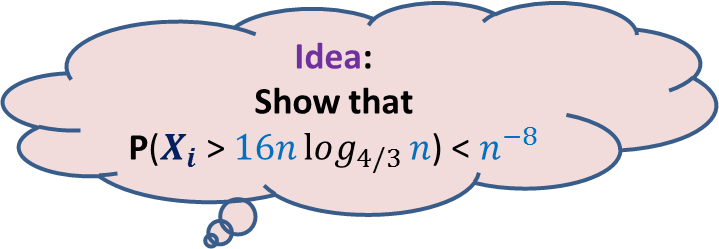 Idea:
Show that
P(𝑿ᵢ > 16𝑛 𝑙𝑜𝑔₄/₃ 𝑛) < 𝑛⁻⁸